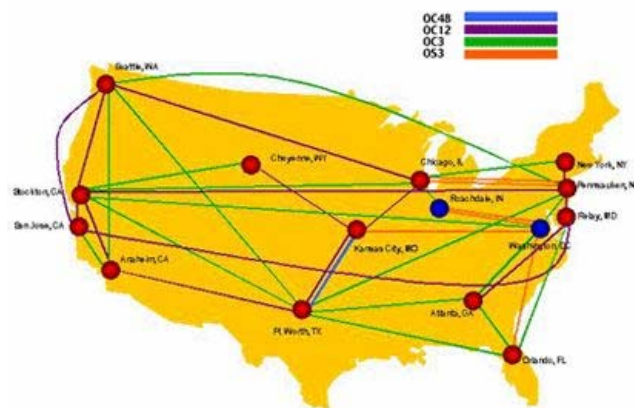 OC48
OC12
OC3
OS3
Seattle, WA
Cheyenne, WY
Chicago, IL
New York, NY
Pennsauken, N
Roachdale, IN
Stockton, CA
Relay, MD
San Jose, CA
Washington, DC
Kansas City, MO
Anaheim, CA
Atlanta, GA
Ft. Worth, TX
Orlando, FL